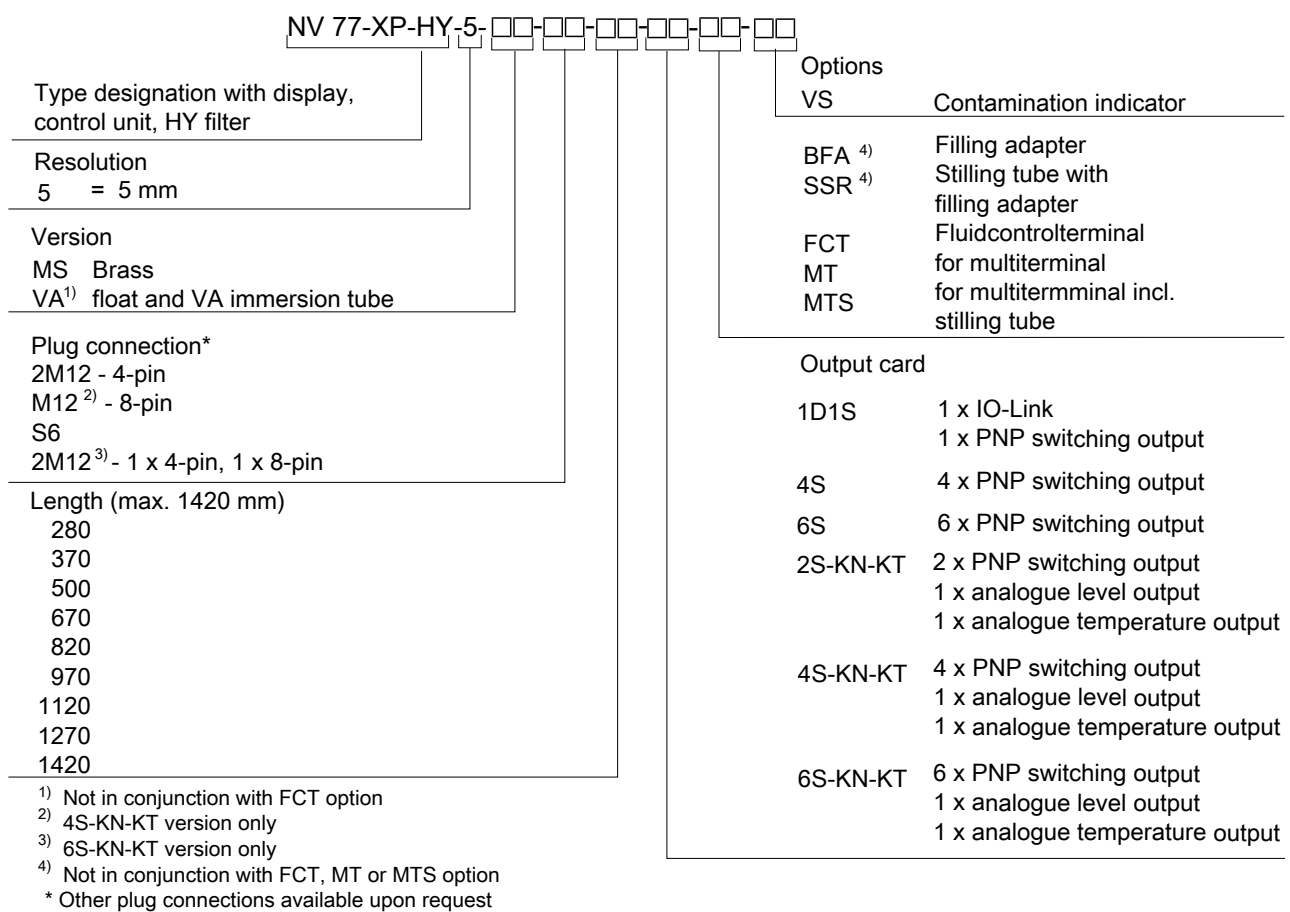 NV 77-XP-HY-5-□□-□□-□□-□□-□□-□□
Type designation with display,
control unit, HY filter
Resolution
5 = 5 mm
Version
MS Brass
VA1) float and VA immersion tube
Plug connection*
2M12 - 4-pin
M12 2) - 8-pin
S6
2M12 3) - 1 x 4-pin, 1 x 8-pin
Length (max. 1420 mm)
280
370
500
670
820
970
1120
1270
1420
1) Not in conjunction with FCT option
2) 4S-KN-KT version only
3) 6S-KN-KT version only
4) Not in conjunction with FCT, MT or MTS option
* Other plug connections available upon request
Options
VS Contamination indicator
BFA 4) Filling adapter
SSR 4) Stilling tube with
filling adapter
FCT Fluidcontrolterminal
MT for multiterminal
MTS for multitermminal incl.
stilling tube
Output card
1D1S 1 x IO-Link
1 x PNP switching output
4S 4 x PNP switching output
6S 6 x PNP switching output
2S-KN-KT 2 x PNP switching output
1 x analogue level output
1 x analogue temperature output
4S-KN-KT 4 x PNP switching output
1 x analogue level output
1 x analogue temperature output
6S-KN-KT 6 x PNP switching output
1 x analogue level output
1 x analogue temperature output